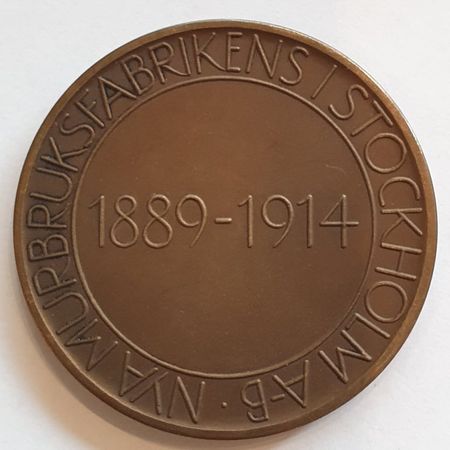 NYA MURBRUKSFABRIKENS I STOCKHOLM A-B ·
1889-1914